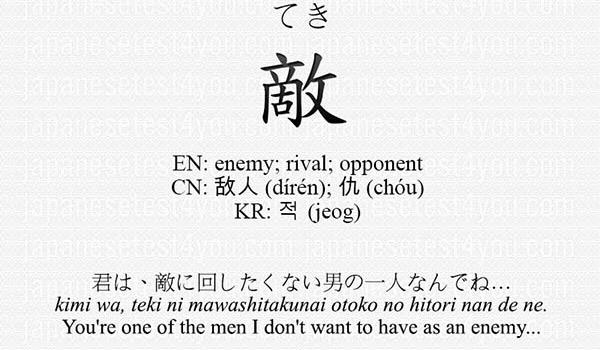 てき
敵
EN: enemy; rival; opponent
CN: 敌人 (dírén); 仇 (chóu)
KR: 적 (jeog)
君は、敵に回したくない男の一人なんでね…
kimi wa, teki ni mawashitakunai otoko no hitori nan de ne.
You're one of the men I don't want to have as an enemy...